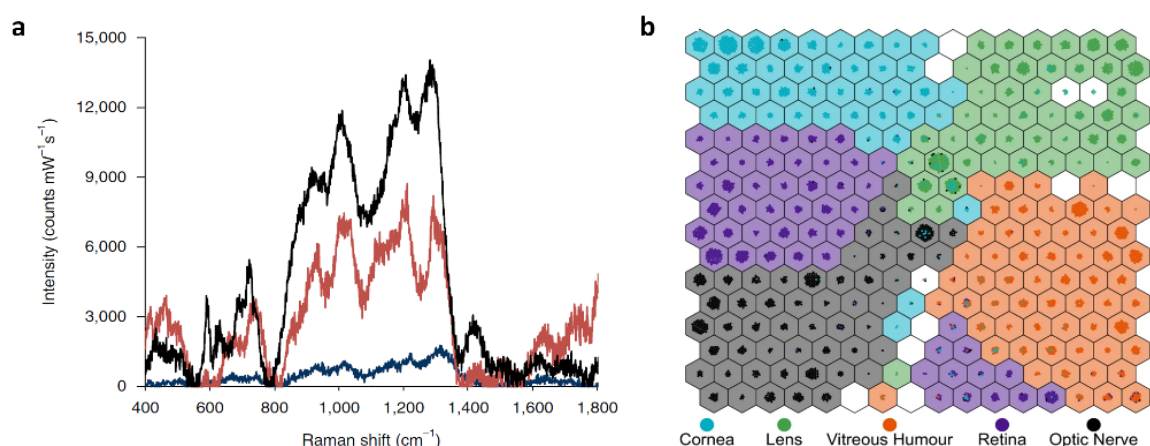 a
b
15,000
12,000
9,000
6,000
3,000
0
Intensity (counts mW⁻¹ s⁻¹)
400 600 800 1,000 1,200 1,400 1,600 1,800
Raman shift (cm⁻¹)
Cornea Lens Vitreous Humour Retina Optic Nerve